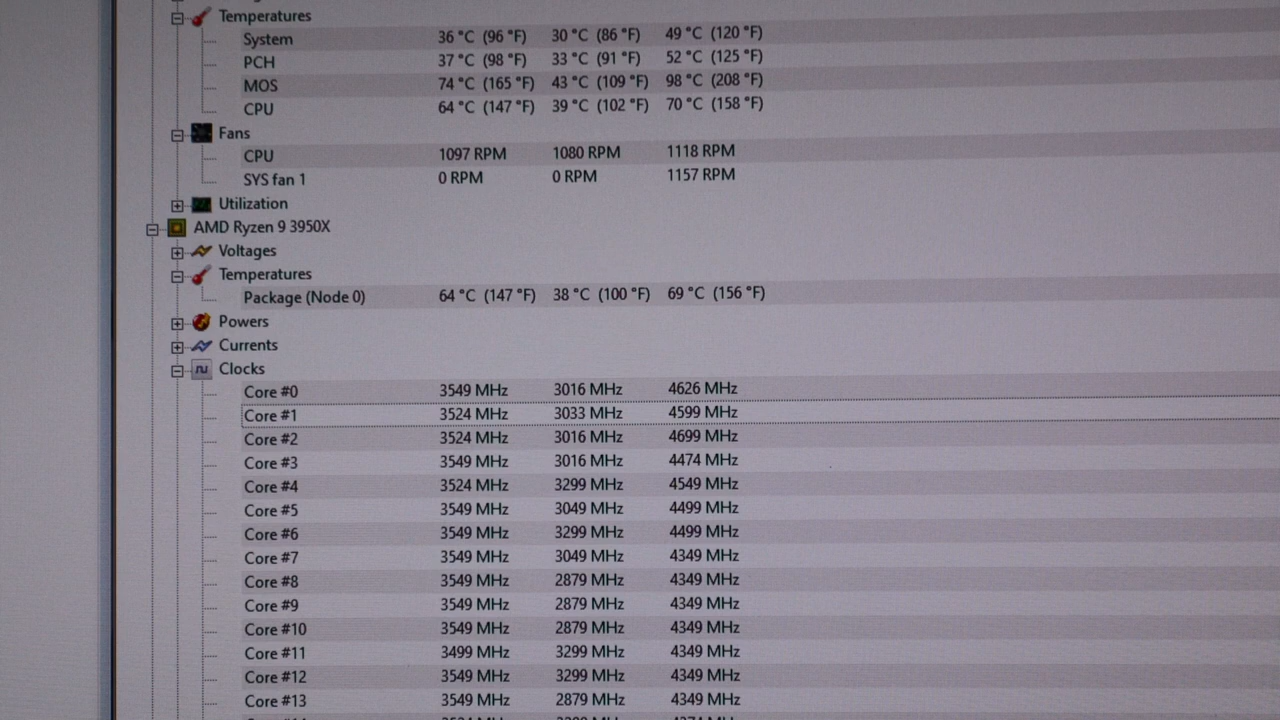 Temperatures
System 36 °C (96 °F) 30 °C (86 °F) 49 °C (120 °F)
PCH 37 °C (98 °F) 33 °C (91 °F) 52 °C (125 °F)
MOS 74 °C (165 °F) 43 °C (109 °F) 98 °C (208 °F)
CPU 64 °C (147 °F) 39 °C (102 °F) 70 °C (158 °F)
Fans
CPU 1097 RPM 1080 RPM 1118 RPM
SYS fan 1 0 RPM 0 RPM 1157 RPM
Utilization
AMD Ryzen 9 3950X
Voltages
Temperatures
Package (Node 0) 64 °C (147 °F) 38 °C (100 °F) 69 °C (156 °F)
Powers
Currents
Clocks
Core #0 3549 MHz 3016 MHz 4626 MHz
Core #1 3524 MHz 3033 MHz 4599 MHz
Core #2 3524 MHz 3016 MHz 4699 MHz
Core #3 3549 MHz 3016 MHz 4474 MHz
Core #4 3524 MHz 3299 MHz 4549 MHz
Core #5 3549 MHz 3049 MHz 4499 MHz
Core #6 3549 MHz 3299 MHz 4499 MHz
Core #7 3549 MHz 3049 MHz 4349 MHz
Core #8 3549 MHz 2879 MHz 4349 MHz
Core #9 3549 MHz 2879 MHz 4349 MHz
Core #10 3549 MHz 2879 MHz 4349 MHz
Core #11 3499 MHz 3299 MHz 4349 MHz
Core #12 3549 MHz 3299 MHz 4349 MHz
Core #13 3549 MHz 2879 MHz 4349 MHz